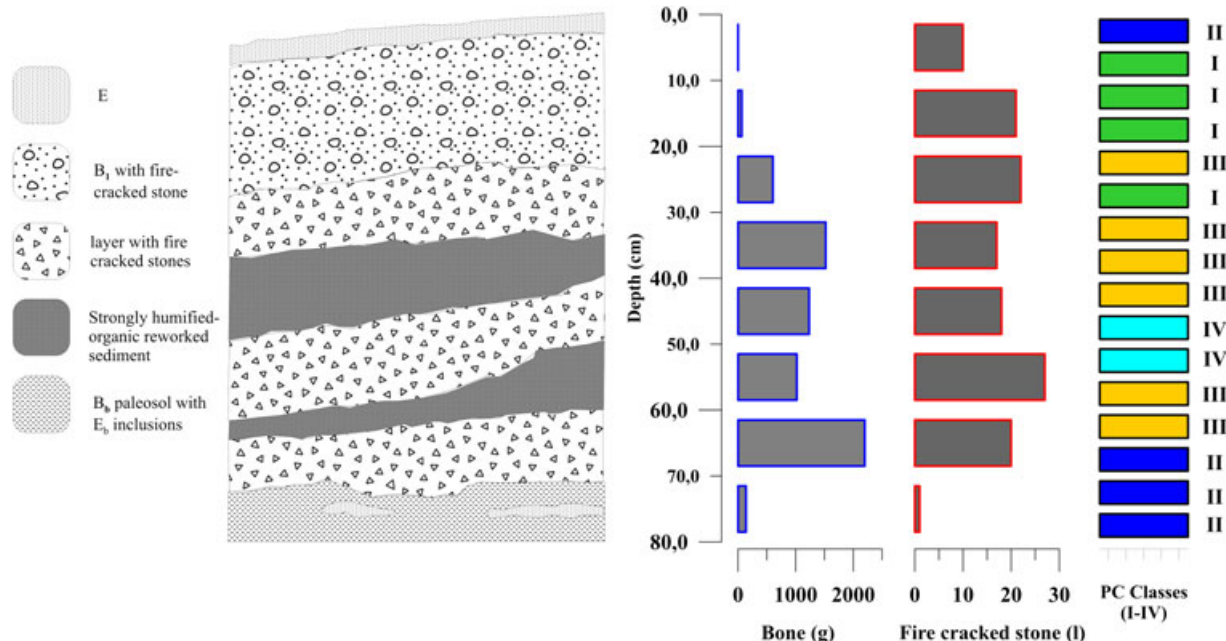 E
B₁ with fire-
cracked stone
layer with fire
cracked stones
Strongly humified-
organic reworked
sediment
B_b paleosol with
E_b inclusions
Depth (cm)
0,0
10,0
20,0
30,0
40,0
50,0
60,0
70,0
80,0
0 1000 2000
Bone (g)
0 10 20 30
Fire cracked stone (l)
II
I
I
I
III
I
III
III
III
IV
IV
III
III
II
II
II
PC Classes
(I-IV)